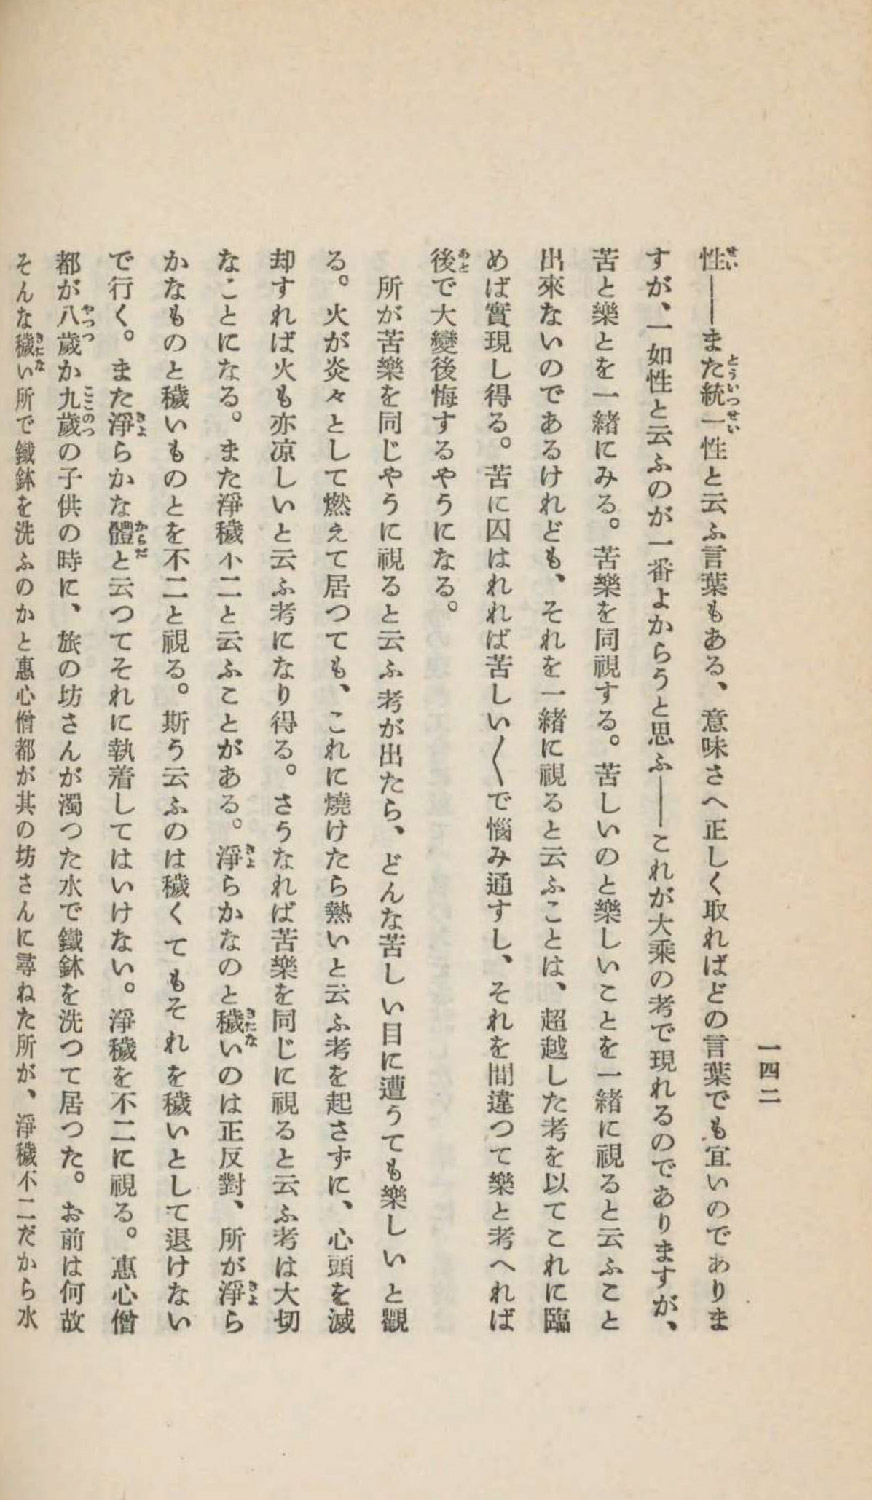 一四二
性――また統一性と云ふ言葉もある、意味さへ正しく取ればどの言葉でも宜いのでありま
すが、一如性と云ふのが一番よからうと思ふ――これが大乘の考で現れるのでありますが、
苦と樂とを一緒にみる。苦樂を同視する。苦しいのと樂しいことを一緒に視ると云ふこと
出來ないのであるけれども、それを一緒に視ると云ふことは、超越した考を以てこれに臨
めば實現し得る。苦に囚はれれば苦しい〱で惱み通すし、それを間違つて樂と考へれば
後で大變後悔するやうになる。
所が苦樂を同じやうに視ると云ふ考が出たら、どんな苦しい目に遭うても樂しいと觀
る。火が炎々として燃えて居つても、これに燒けたら熱いと云ふ考を起さずに、心頭を滅
却すれば火も亦凉しいと云ふ考になり得る。さうなれば苦樂を同じに視ると云ふ考は大切
なことになる。また淨穢不二と云ふことがある。淨らかなのと穢いのは正反對、所が淨ら
かなものと穢いものとを不二と視る。斯う云ふのは穢くてもそれを穢いとして退けない
で行く。また淨らかな體と云つてそれに執着してはいけない。淨穢を不二に視る。惠心僧
都が八歲か九歲の子供の時に、旅の坊さんが濁つた水で鐵鉢を洗つて居つた。お前は何故
そんな穢い所で鐵鉢を洗ふのかと惠心僧都が其の坊さんに尋ねた所が、淨穢不二だから水